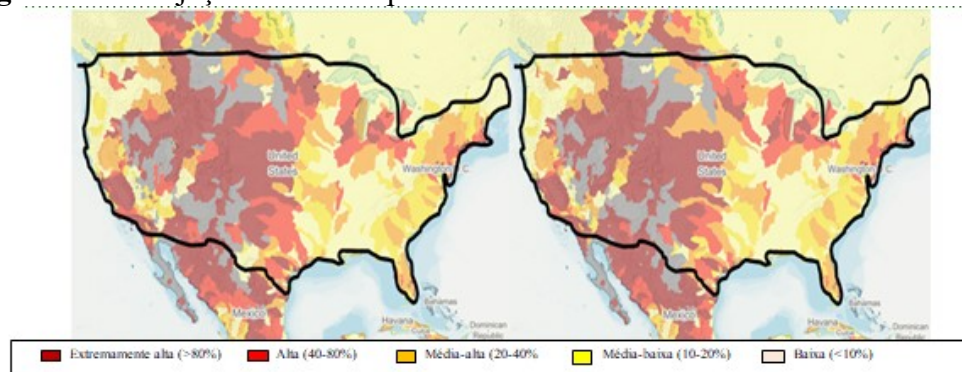 United States
Washington
Mexico
Havana
Bahamas
Dominican Republic
United States
Washington
Mexico
Havana
Bahamas
Dominican Republic
Extremamente alta (>80%)
Alta (40-80%)
Média-alta (20-40%
Média-baixa (10-20%)
Baixa (<10%)